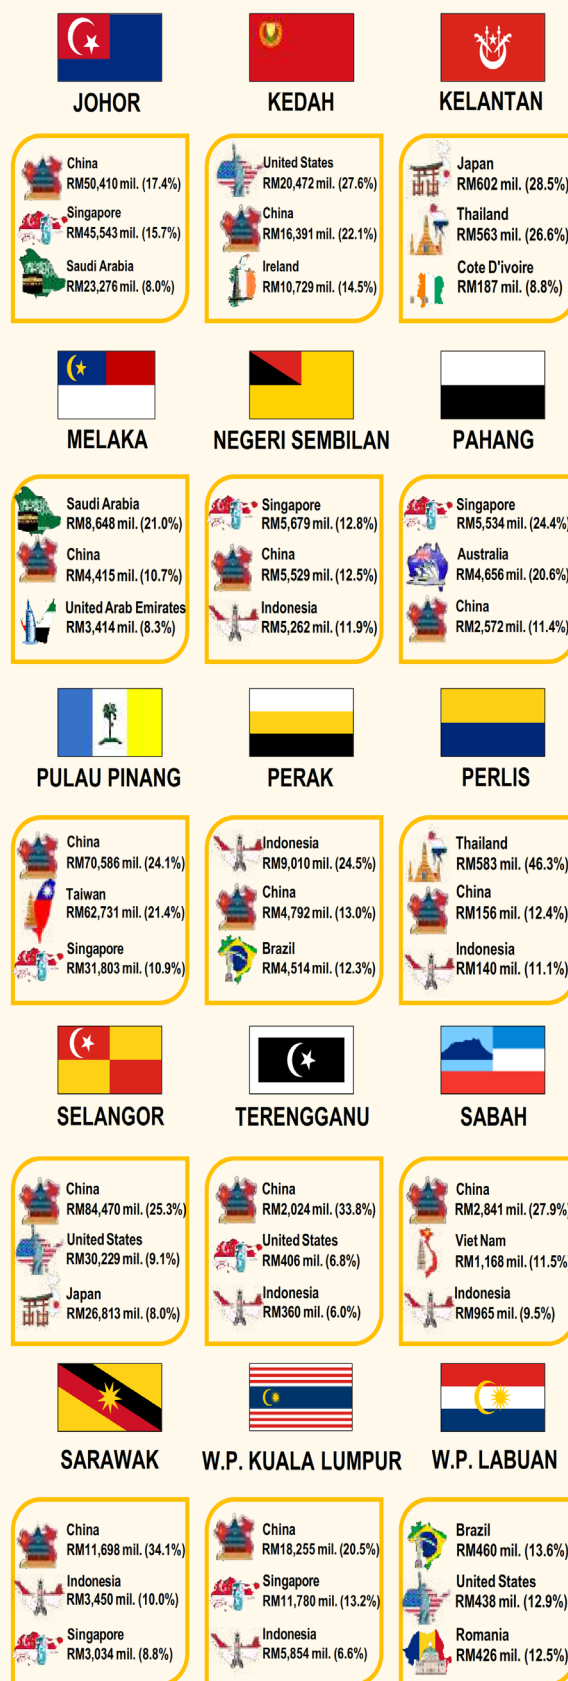 JOHOR
KEDAH
KELANTAN
China
RM50,410 mil. (17.4%)
Singapore
RM45,543 mil. (15.7%)
Saudi Arabia
RM23,276 mil. (8.0%)
United States
RM20,472 mil. (27.6%)
China
RM16,391 mil. (22.1%)
Ireland
RM10,729 mil. (14.5%)
Japan
RM602 mil. (28.5%)
Thailand
RM563 mil. (26.6%)
Cote D'ivoire
RM187 mil. (8.8%)
MELAKA
NEGERI SEMBILAN
PAHANG
Saudi Arabia
RM8,648 mil. (21.0%)
China
RM4,415 mil. (10.7%)
United Arab Emirates
RM3,414 mil. (8.3%)
Singapore
RM5,679 mil. (12.8%)
China
RM5,529 mil. (12.5%)
Indonesia
RM5,262 mil. (11.9%)
Singapore
RM5,534 mil. (24.4%)
Australia
RM4,656 mil. (20.6%)
China
RM2,572 mil. (11.4%)
PULAU PINANG
PERAK
PERLIS
China
RM70,586 mil. (24.1%)
Taiwan
RM62,731 mil. (21.4%)
Singapore
RM31,803 mil. (10.9%)
Indonesia
RM9,010 mil. (24.5%)
China
RM4,792 mil. (13.0%)
Brazil
RM4,514 mil. (12.3%)
Thailand
RM583 mil. (46.3%)
China
RM156 mil. (12.4%)
Indonesia
RM140 mil. (11.1%)
SELANGOR
TERENGGANU
SABAH
China
RM84,470 mil. (25.3%)
United States
RM30,229 mil. (9.1%)
Japan
RM26,813 mil. (8.0%)
China
RM2,024 mil. (33.8%)
United States
RM406 mil. (6.8%)
Indonesia
RM360 mil. (6.0%)
China
RM2,841 mil. (27.9%)
Viet Nam
RM1,168 mil. (11.5%)
Indonesia
RM965 mil. (9.5%)
SARAWAK
W.P. KUALA LUMPUR
W.P. LABUAN
China
RM11,698 mil. (34.1%)
Indonesia
RM3,450 mil. (10.0%)
Singapore
RM3,034 mil. (8.8%)
China
RM18,255 mil. (20.5%)
Singapore
RM11,780 mil. (13.2%)
Indonesia
RM5,854 mil. (6.6%)
Brazil
RM460 mil. (13.6%)
United States
RM438 mil. (12.9%)
Romania
RM426 mil. (12.5%)